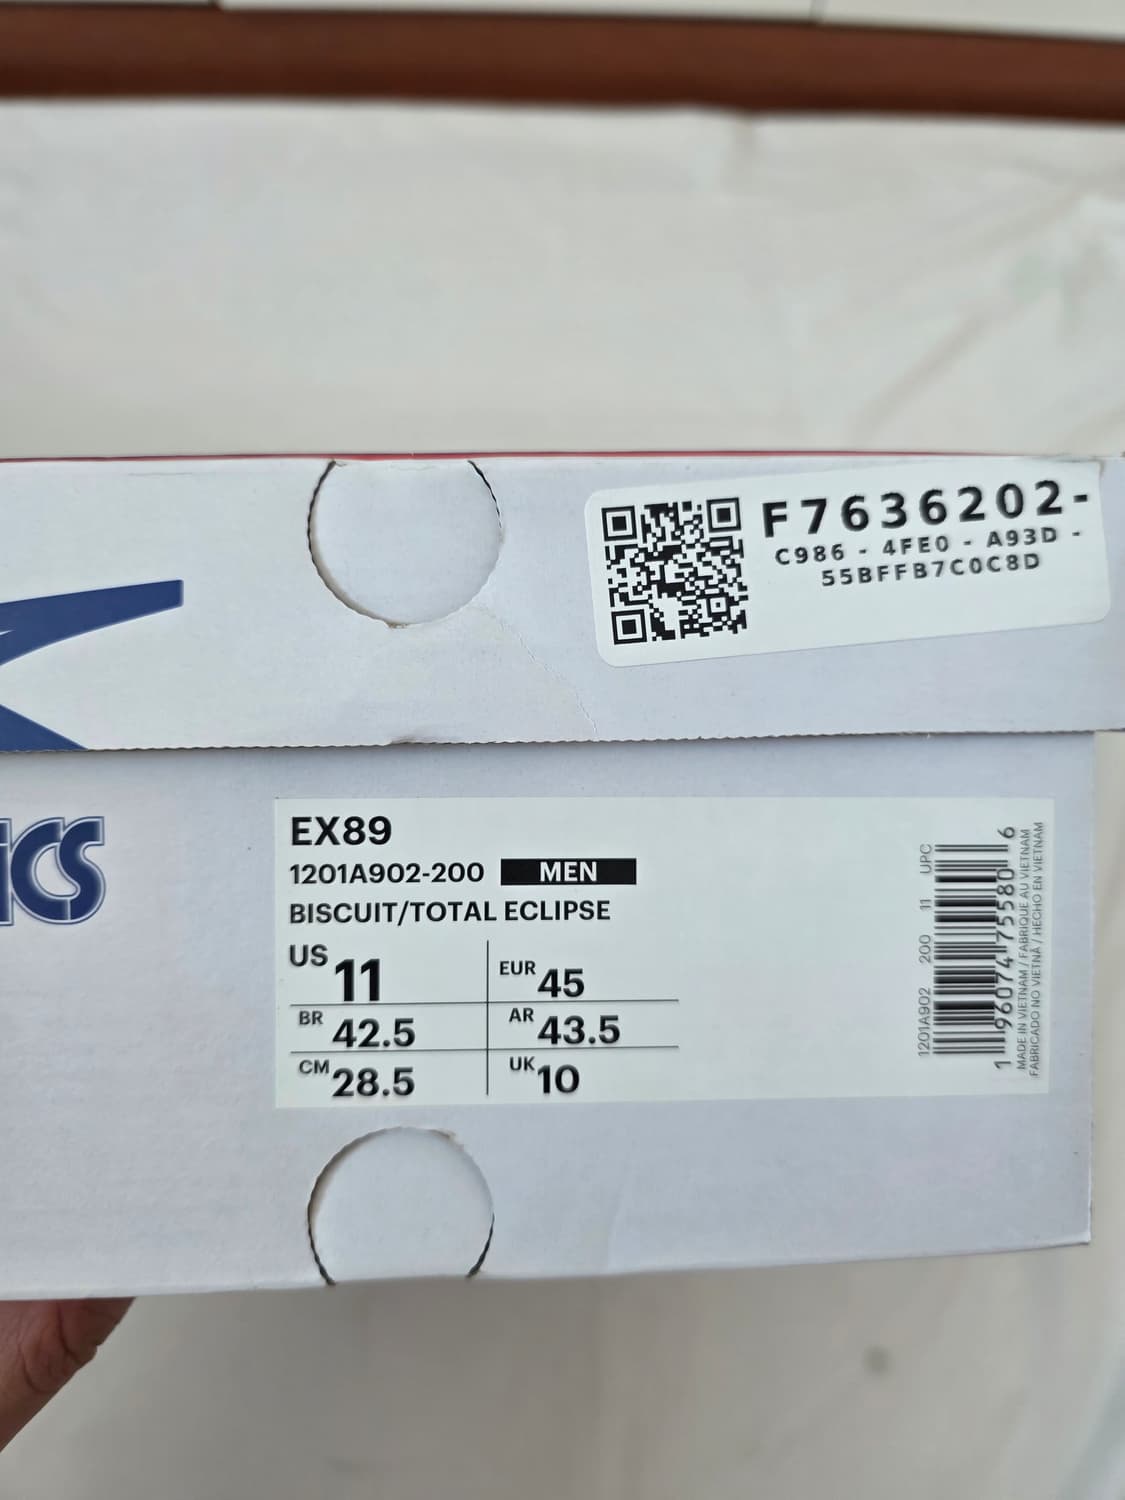 F7636202-
C986 - 4FE0 - A93D -
55BFFB7C0C8D
iCS
EX89
1201A902-200 MEN
BISCUIT/TOTAL ECLIPSE
US 11 EUR 45
BR 42.5 AR 43.5
CM 28.5 UK 10
1201A902 200 11 UPC
1 96074 75580 6
MADE IN VIETNAM / FABRIQUE AU VIETNAM
FABRICADO NO VIETNÃ / HECHO EN VIETNAM